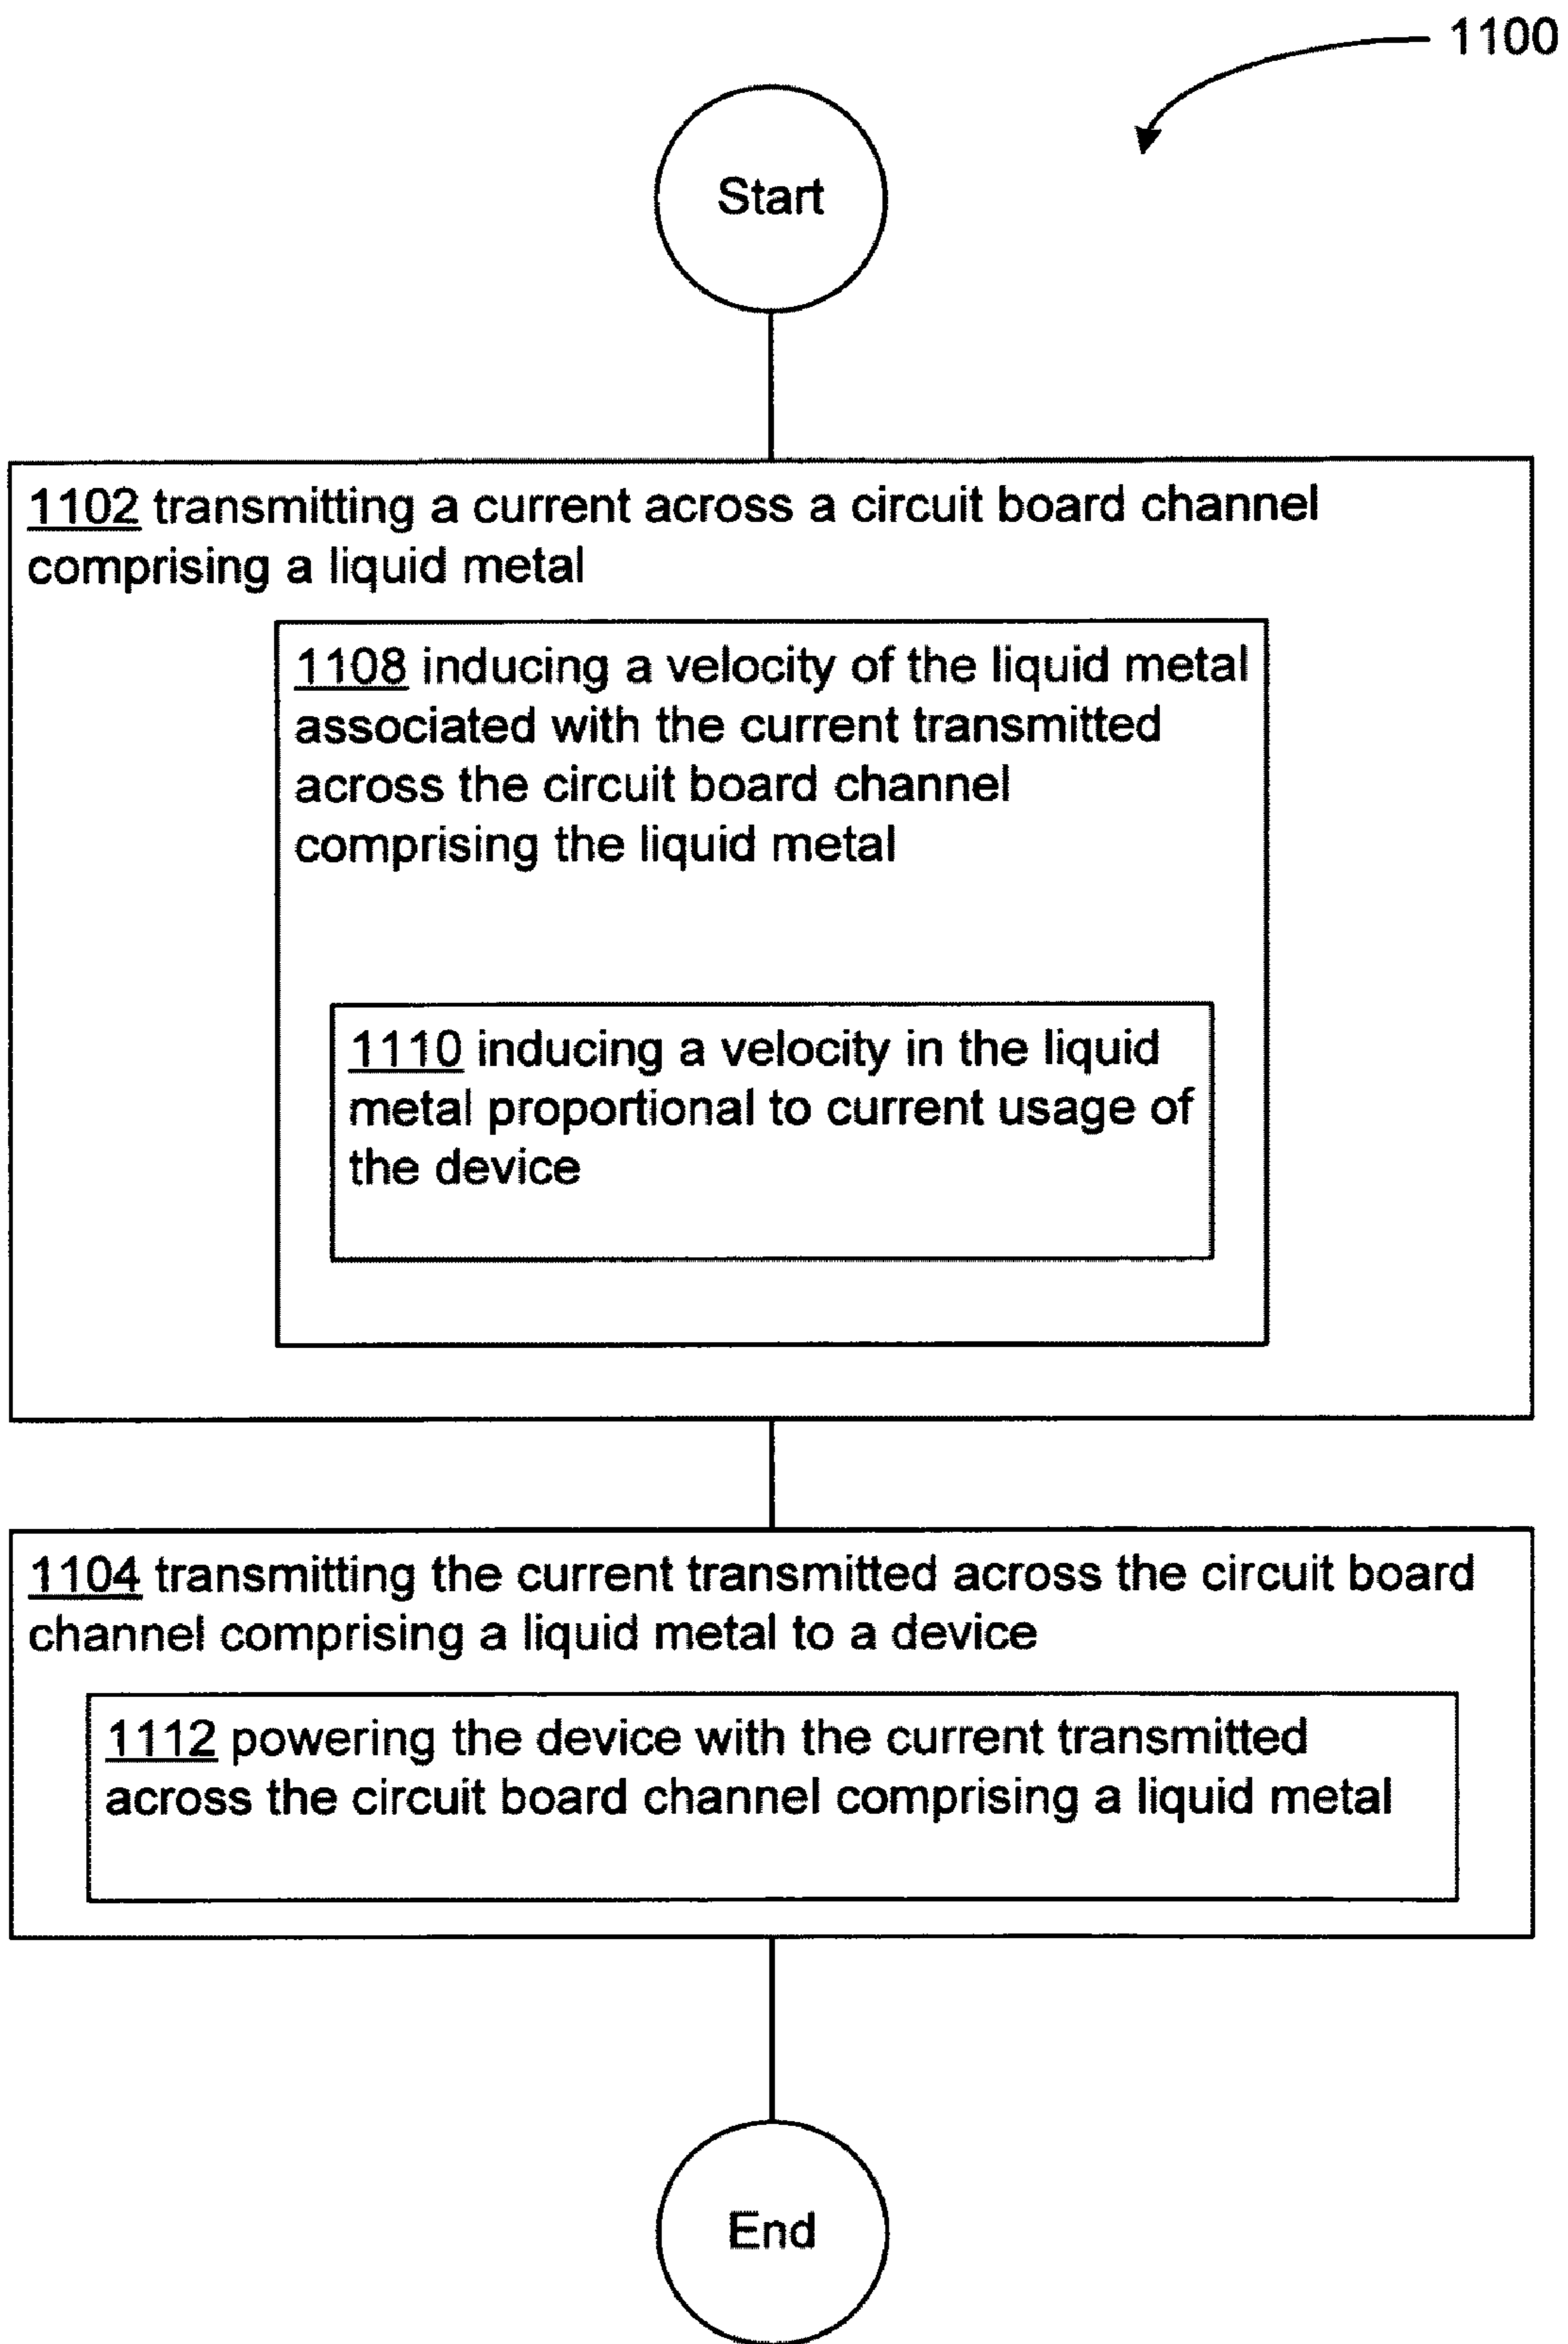 1100
Start
1102 transmitting a current across a circuit board channel
comprising a liquid metal
1108 inducing a velocity of the liquid metal
associated with the current transmitted
across the circuit board channel
comprising the liquid metal
1110 inducing a velocity in the liquid
metal proportional to current usage of
the device
1104 transmitting the current transmitted across the circuit board
channel comprising a liquid metal to a device
1112 powering the device with the current transmitted
across the circuit board channel comprising a liquid metal
End